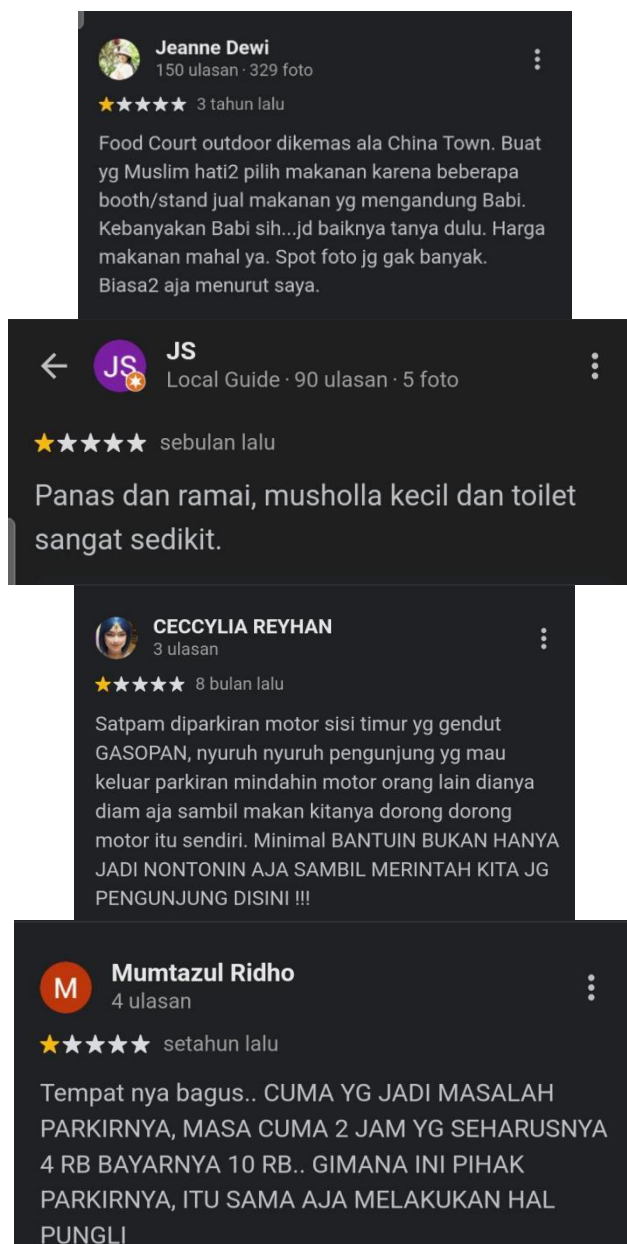 Jeanne Dewi
150 ulasan · 329 foto
3 tahun lalu
Food Court outdoor dikemas ala China Town. Buat
yg Muslim hati2 pilih makanan karena beberapa
booth/stand jual makanan yg mengandung Babi.
Kebanyakan Babi sih...jd baiknya tanya dulu. Harga
makanan mahal ya. Spot foto jg gak banyak.
Biasa2 aja menurut saya.
JS
JS
Local Guide · 90 ulasan · 5 foto
sebulan lalu
Panas dan ramai, musholla kecil dan toilet
sangat sedikit.
CECCYLIA REYHAN
3 ulasan
8 bulan lalu
Satpam diparkiran motor sisi timur yg gendut
GASOPAN, nyuruh nyuruh pengunjung yg mau
keluar parkiran mindahin motor orang lain dianya
diam aja sambil makan kitanya dorong dorong
motor itu sendiri. Minimal BANTUIN BUKAN HANYA
JADI NONTONIN AJA SAMBIL MERINTAH KITA JG
PENGUNJUNG DISINI !!!
M
Mumtazul Ridho
4 ulasan
setahun lalu
Tempat nya bagus.. CUMA YG JADI MASALAH
PARKIRNYA, MASA CUMA 2 JAM YG SEHARUSNYA
4 RB BAYARNYA 10 RB.. GIMANA INI PIHAK
PARKIRNYA, ITU SAMA AJA MELAKUKAN HAL
PUNGLI